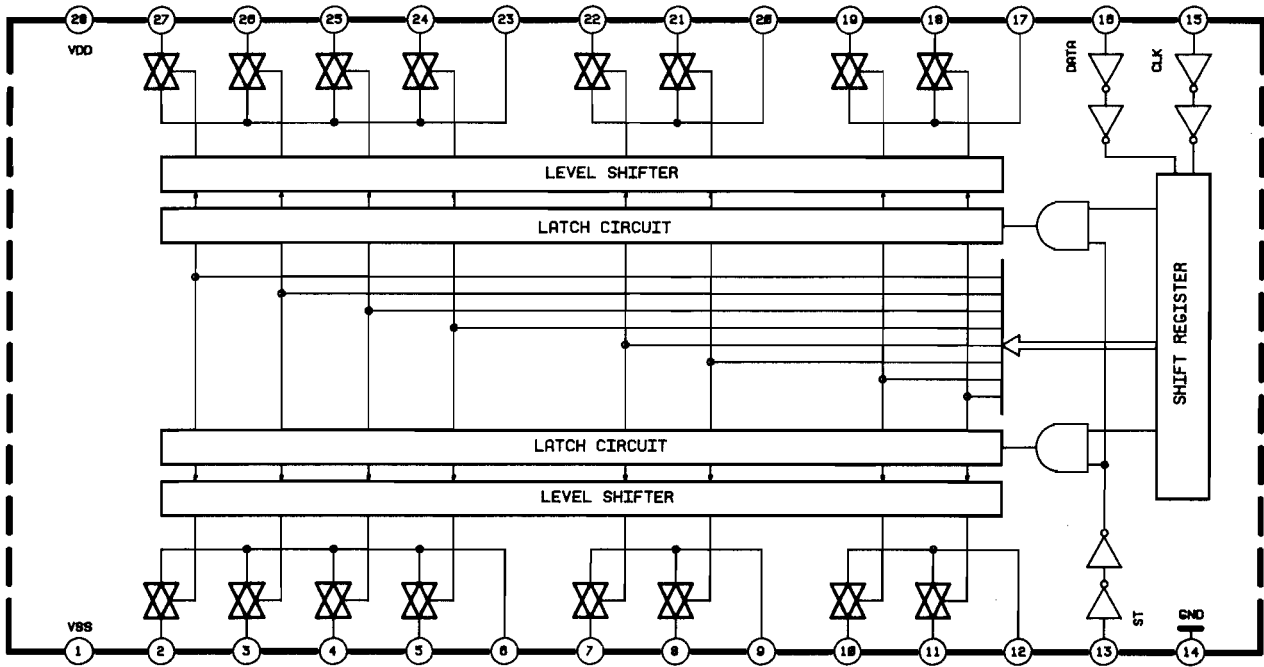 28 27 26 25 24 23 22 21 20 19 18 17 16 15
VDD
DATA
CLK
LEVEL SHIFTER
LATCH CIRCUIT
SHIFT REGISTER
LATCH CIRCUIT
LEVEL SHIFTER
ST
GND
VSS
1 2 3 4 5 6 7 8 9 10 11 12 13 14